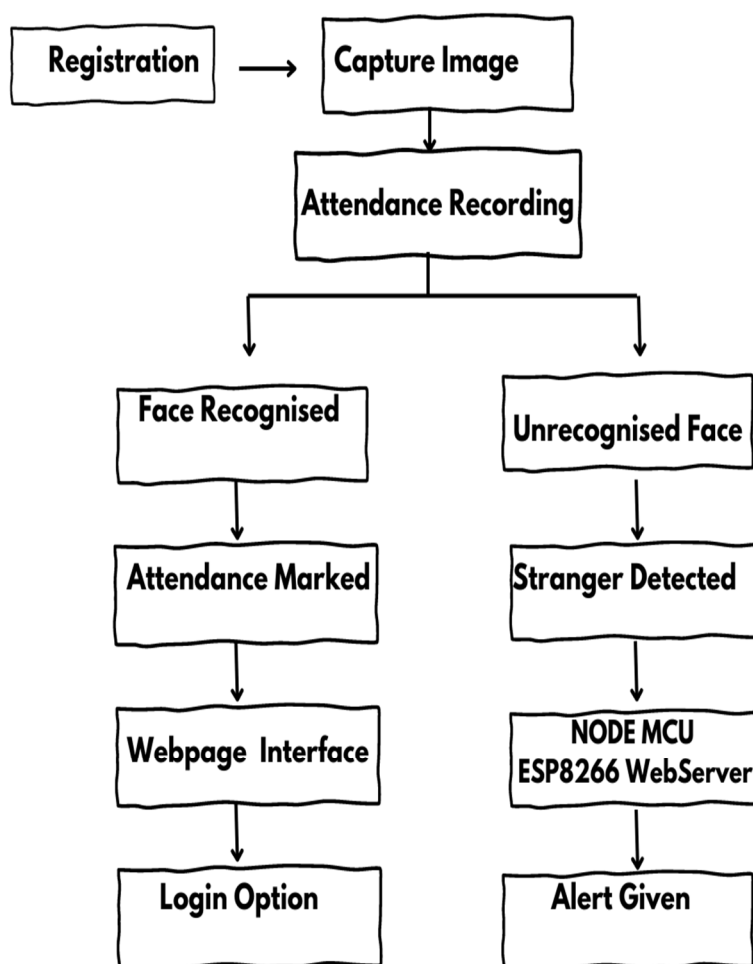 Registration
Capture Image
Attendance Recording
Face Recognised
Unrecognised Face
Attendance Marked
Stranger Detected
Webpage Interface
NODE MCU
ESP8266 WebServer
Login Option
Alert Given